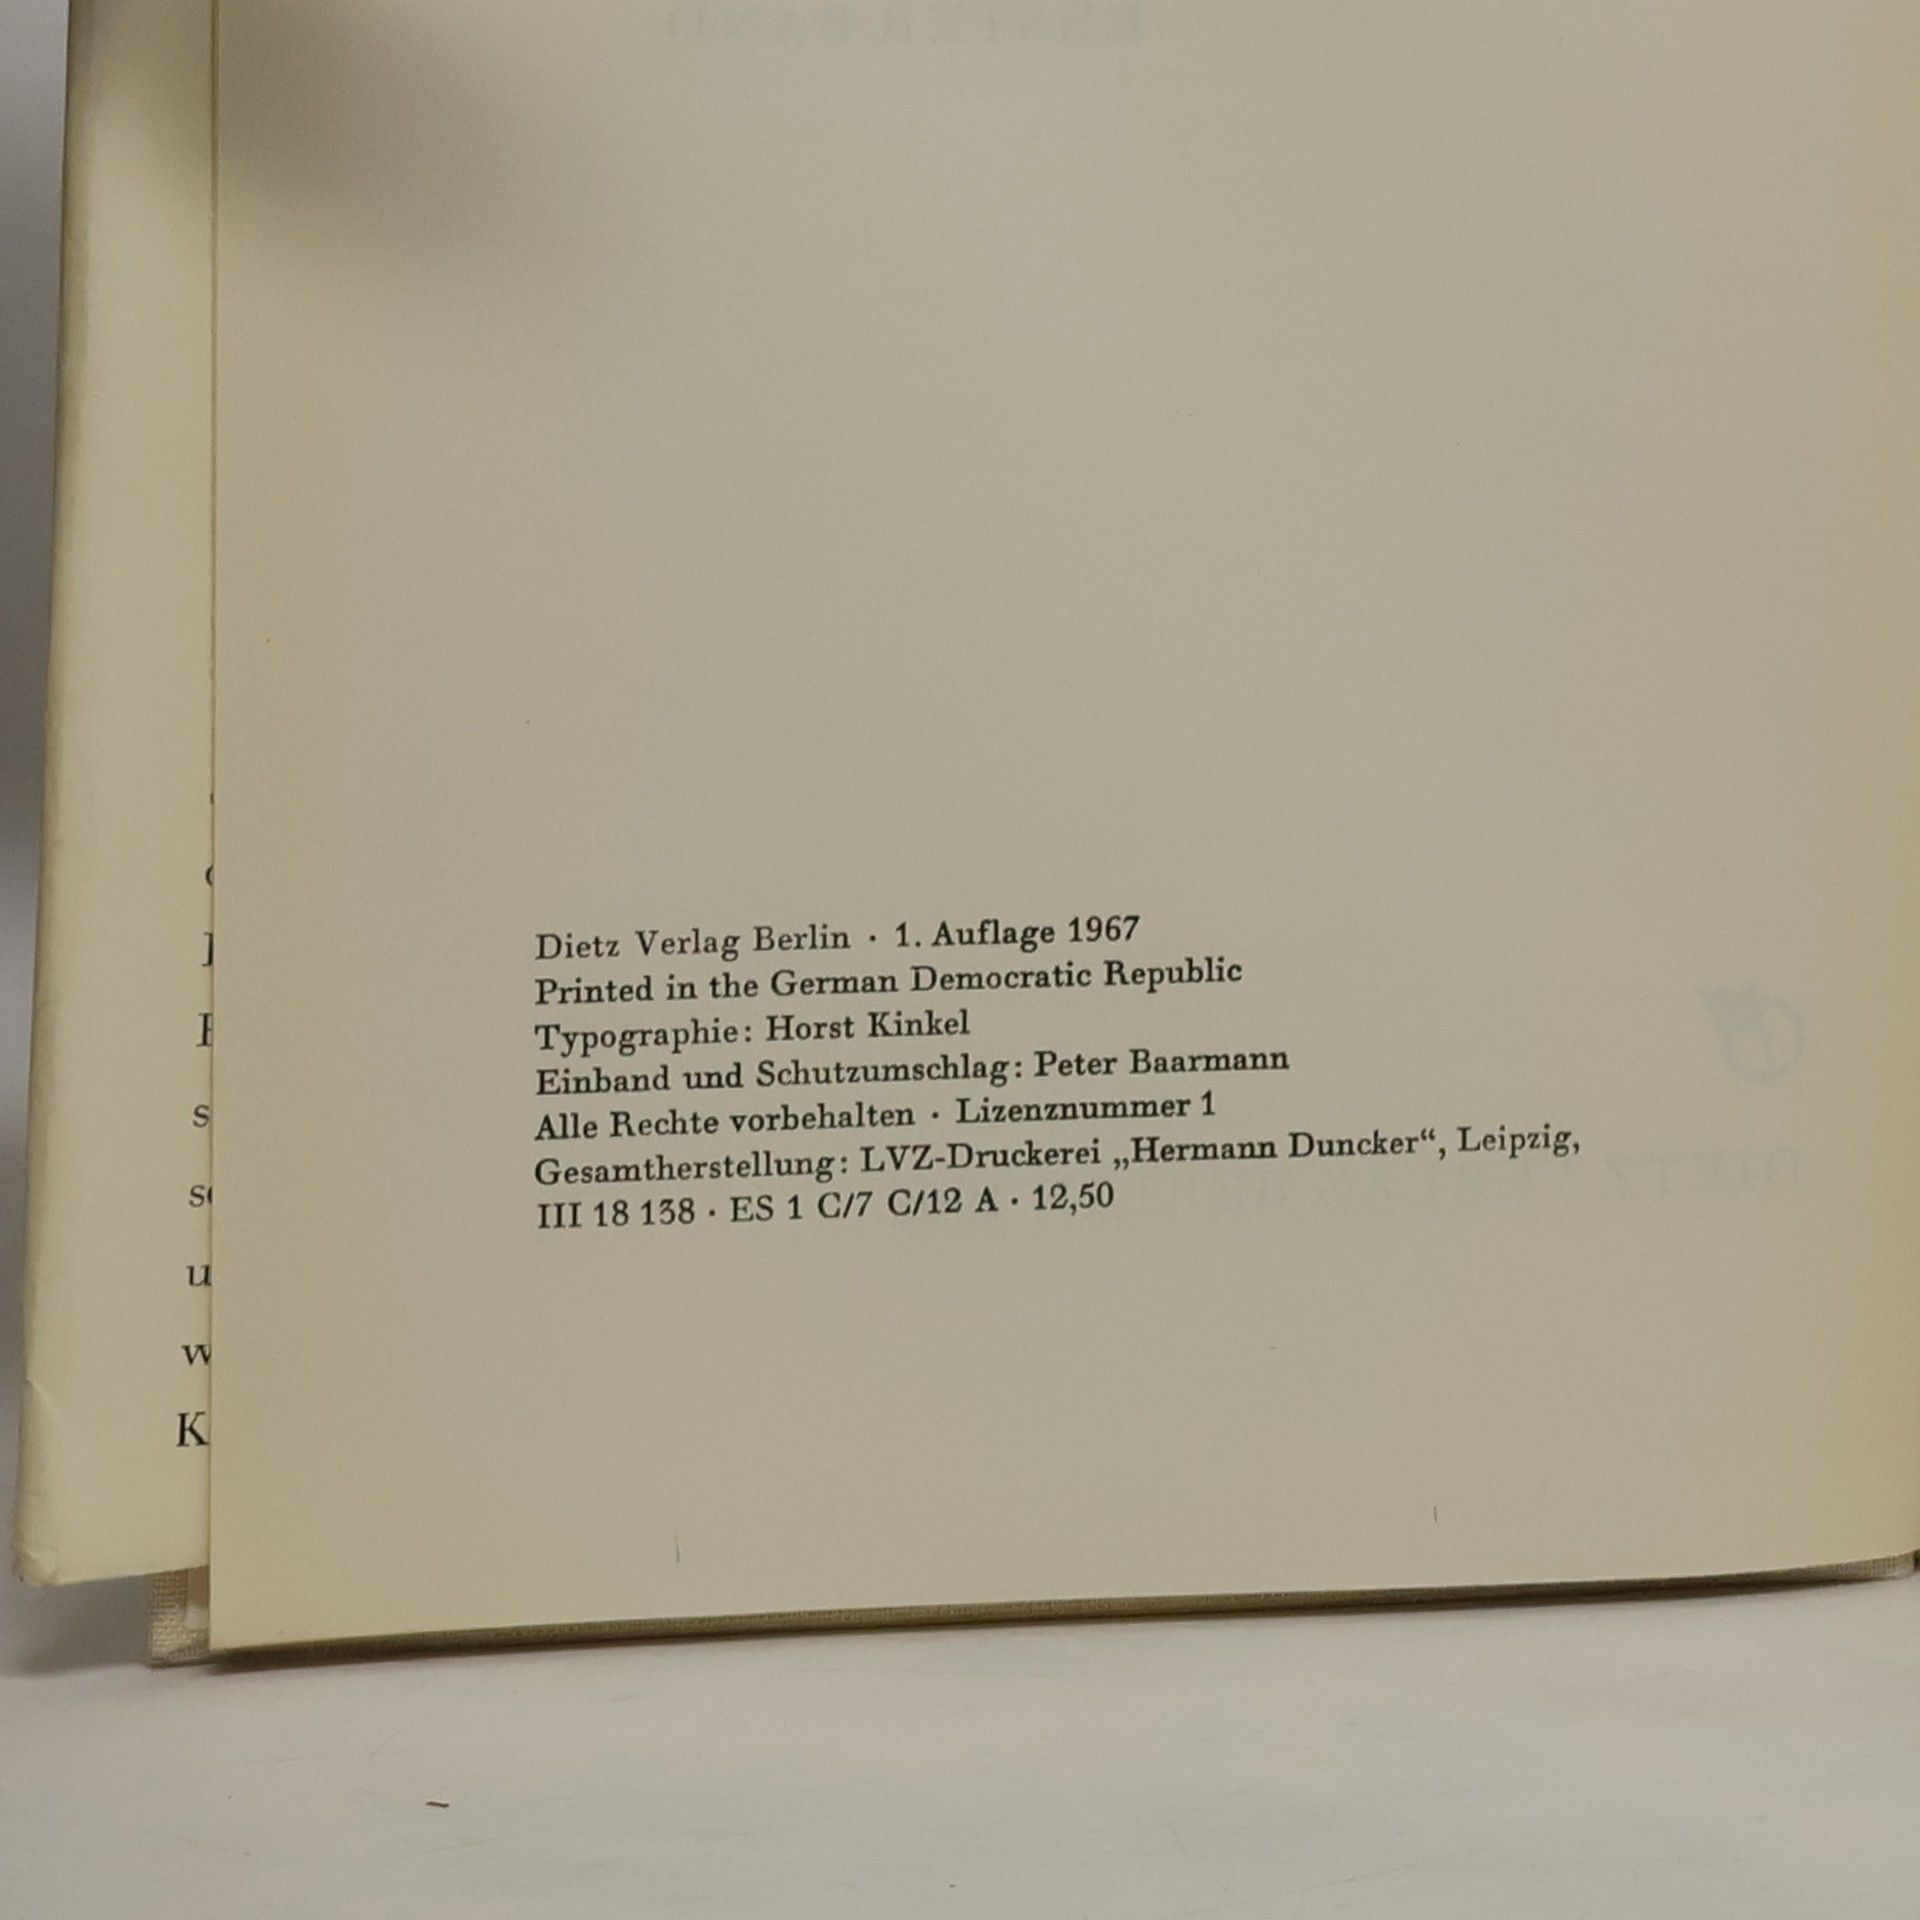 Dietz Verlag Berlin · 1. Auflage 1967
Printed in the German Democratic Republic
Typographie: Horst Kinkel
Einband und Schutzumschlag: Peter Baarmann
Alle Rechte vorbehalten · Lizenznummer 1
Gesamtherstellung: LVZ-Druckerei „Hermann Duncker“, Leipzig,
III 18 138 · ES 1 C/7 C/12 A · 12,50